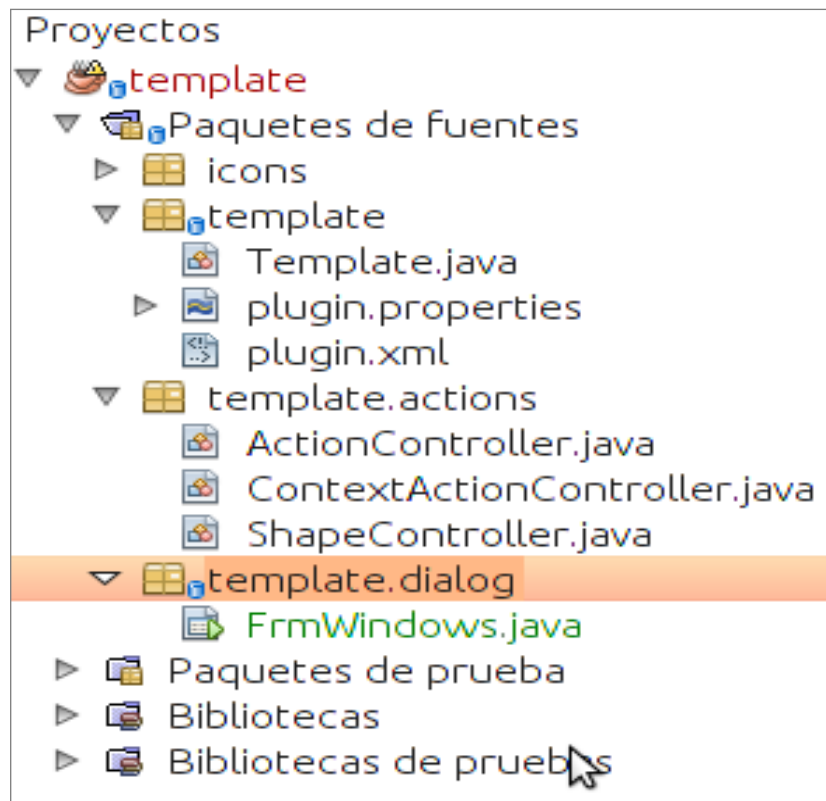 Proyectos
template
Paquetes de fuentes
icons
template
Template.java
plugin.properties
plugin.xml
template.actions
ActionController.java
ContextActionController.java
ShapeController.java
template.dialog
FrmWindows.java
Paquetes de prueba
Bibliotecas
Bibliotecas de pruebas